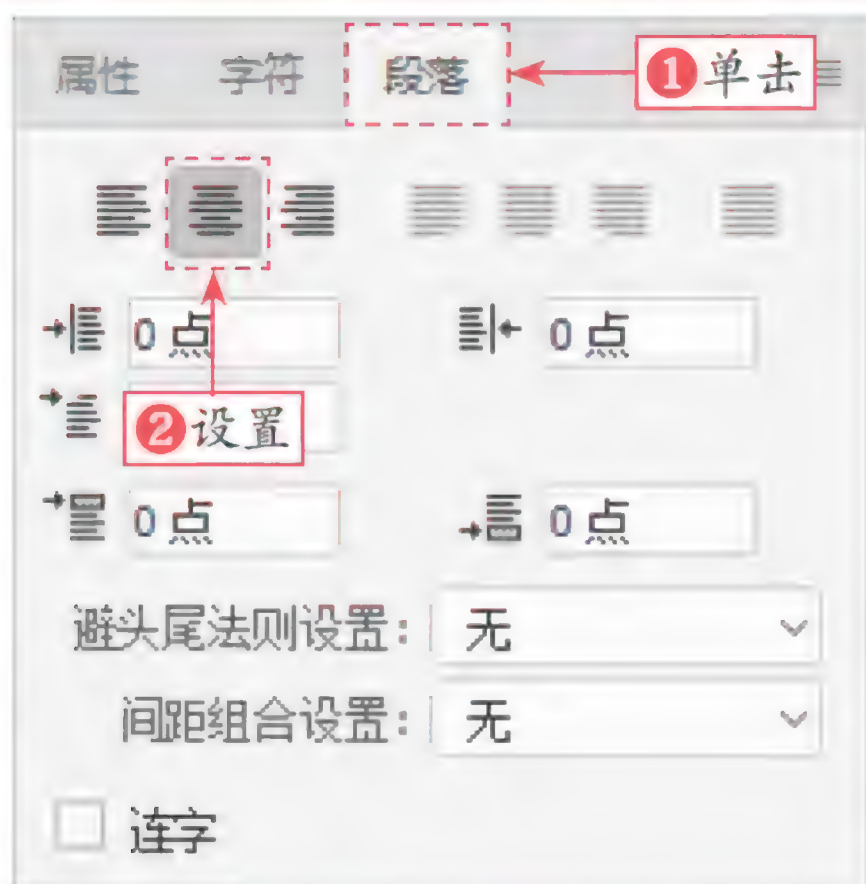 属性 字符 段落 ❶单击
0 点 0 点
❷设置
0 点 0 点
避头尾法则设置： 无
间距组合设置： 无
连字